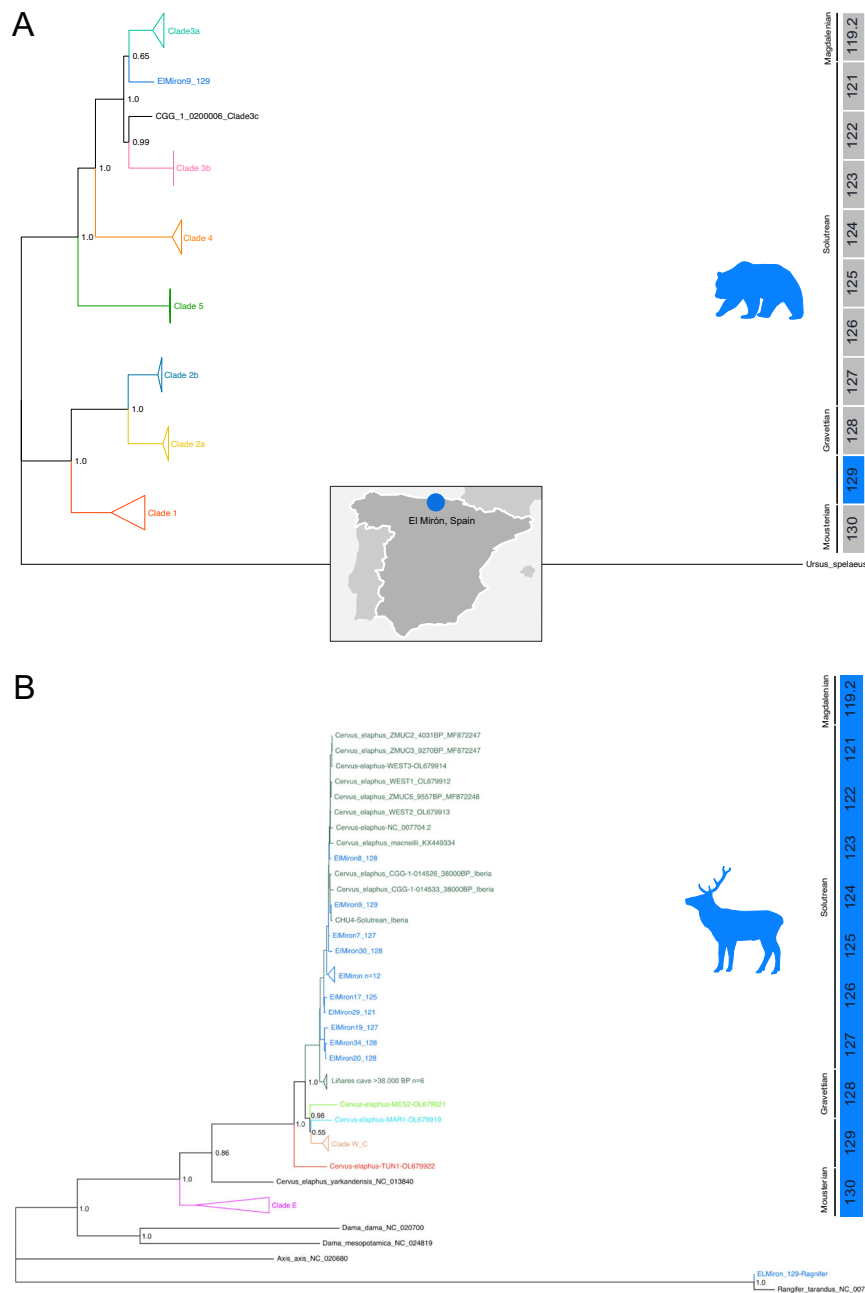 A
Clade3a
0.65
ElMiron9_129
1.0
CGG_1_0200006_Clade3c
0.99
Clade 3b
1.0
Clade 4
1.0
Clade 5
Clade 2b
1.0
Clade 2a
1.0
Clade 1
El Mirón, Spain
Ursus_spelaeus
Magdalenian
Solutrean
Gravettian
Mousterian
119.2
121
122
123
124
125
126
127
128
129
130
B
Cervus_elaphus_ZMUC2_4031BP_MF872247
Cervus_elaphus_ZMUC3_9270BP_MF872247
Cervus-elaphus-WEST3-OL679914
Cervus_elaphus_WEST1_OL679912
Cervus_elaphus_ZMUC5_9557BP_MF872248
Cervus_elaphus_WEST2_OL679913
Cervus-elaphus-NC_007704.2
Cervus_elaphus_macneilli_KX449334
ElMiron8_128
Cervus_elaphus_CGG-1-014526_38000BP_Iberia
Cervus_elaphus_CGG-1-014533_38000BP_Iberia
ElMiron9_129
CHU4-Solutrean_Iberia
ElMiron7_127
ElMiron30_128
ElMiron n=12
ElMiron17_125
ElMiron29_121
ElMiron19_127
ElMiron34_128
ElMiron20_128
1.0
Liñares cave >38.000 BP n=6
Cervus-elaphus-MES2-OL679921
0.98
1.0
Cervus-elaphus-MAR1-OL679919
0.55
Clade W_C
0.86
Cervus-elaphus-TUN1-OL679922
1.0
Cervus_elaphus_yarkandensis_NC_013840
Clade E
1.0
Dama_dama_NC_020700
1.0
Dama_mesopotamica_NC_024819
Axis_axis_NC_020680
ELMiron_129-Ragnifer
1.0
Rangifer_tarandus_NC_007
Magdalenian
Solutrean
Gravettian
Mousterian
119.2
121
122
123
124
125
126
127
128
129
130